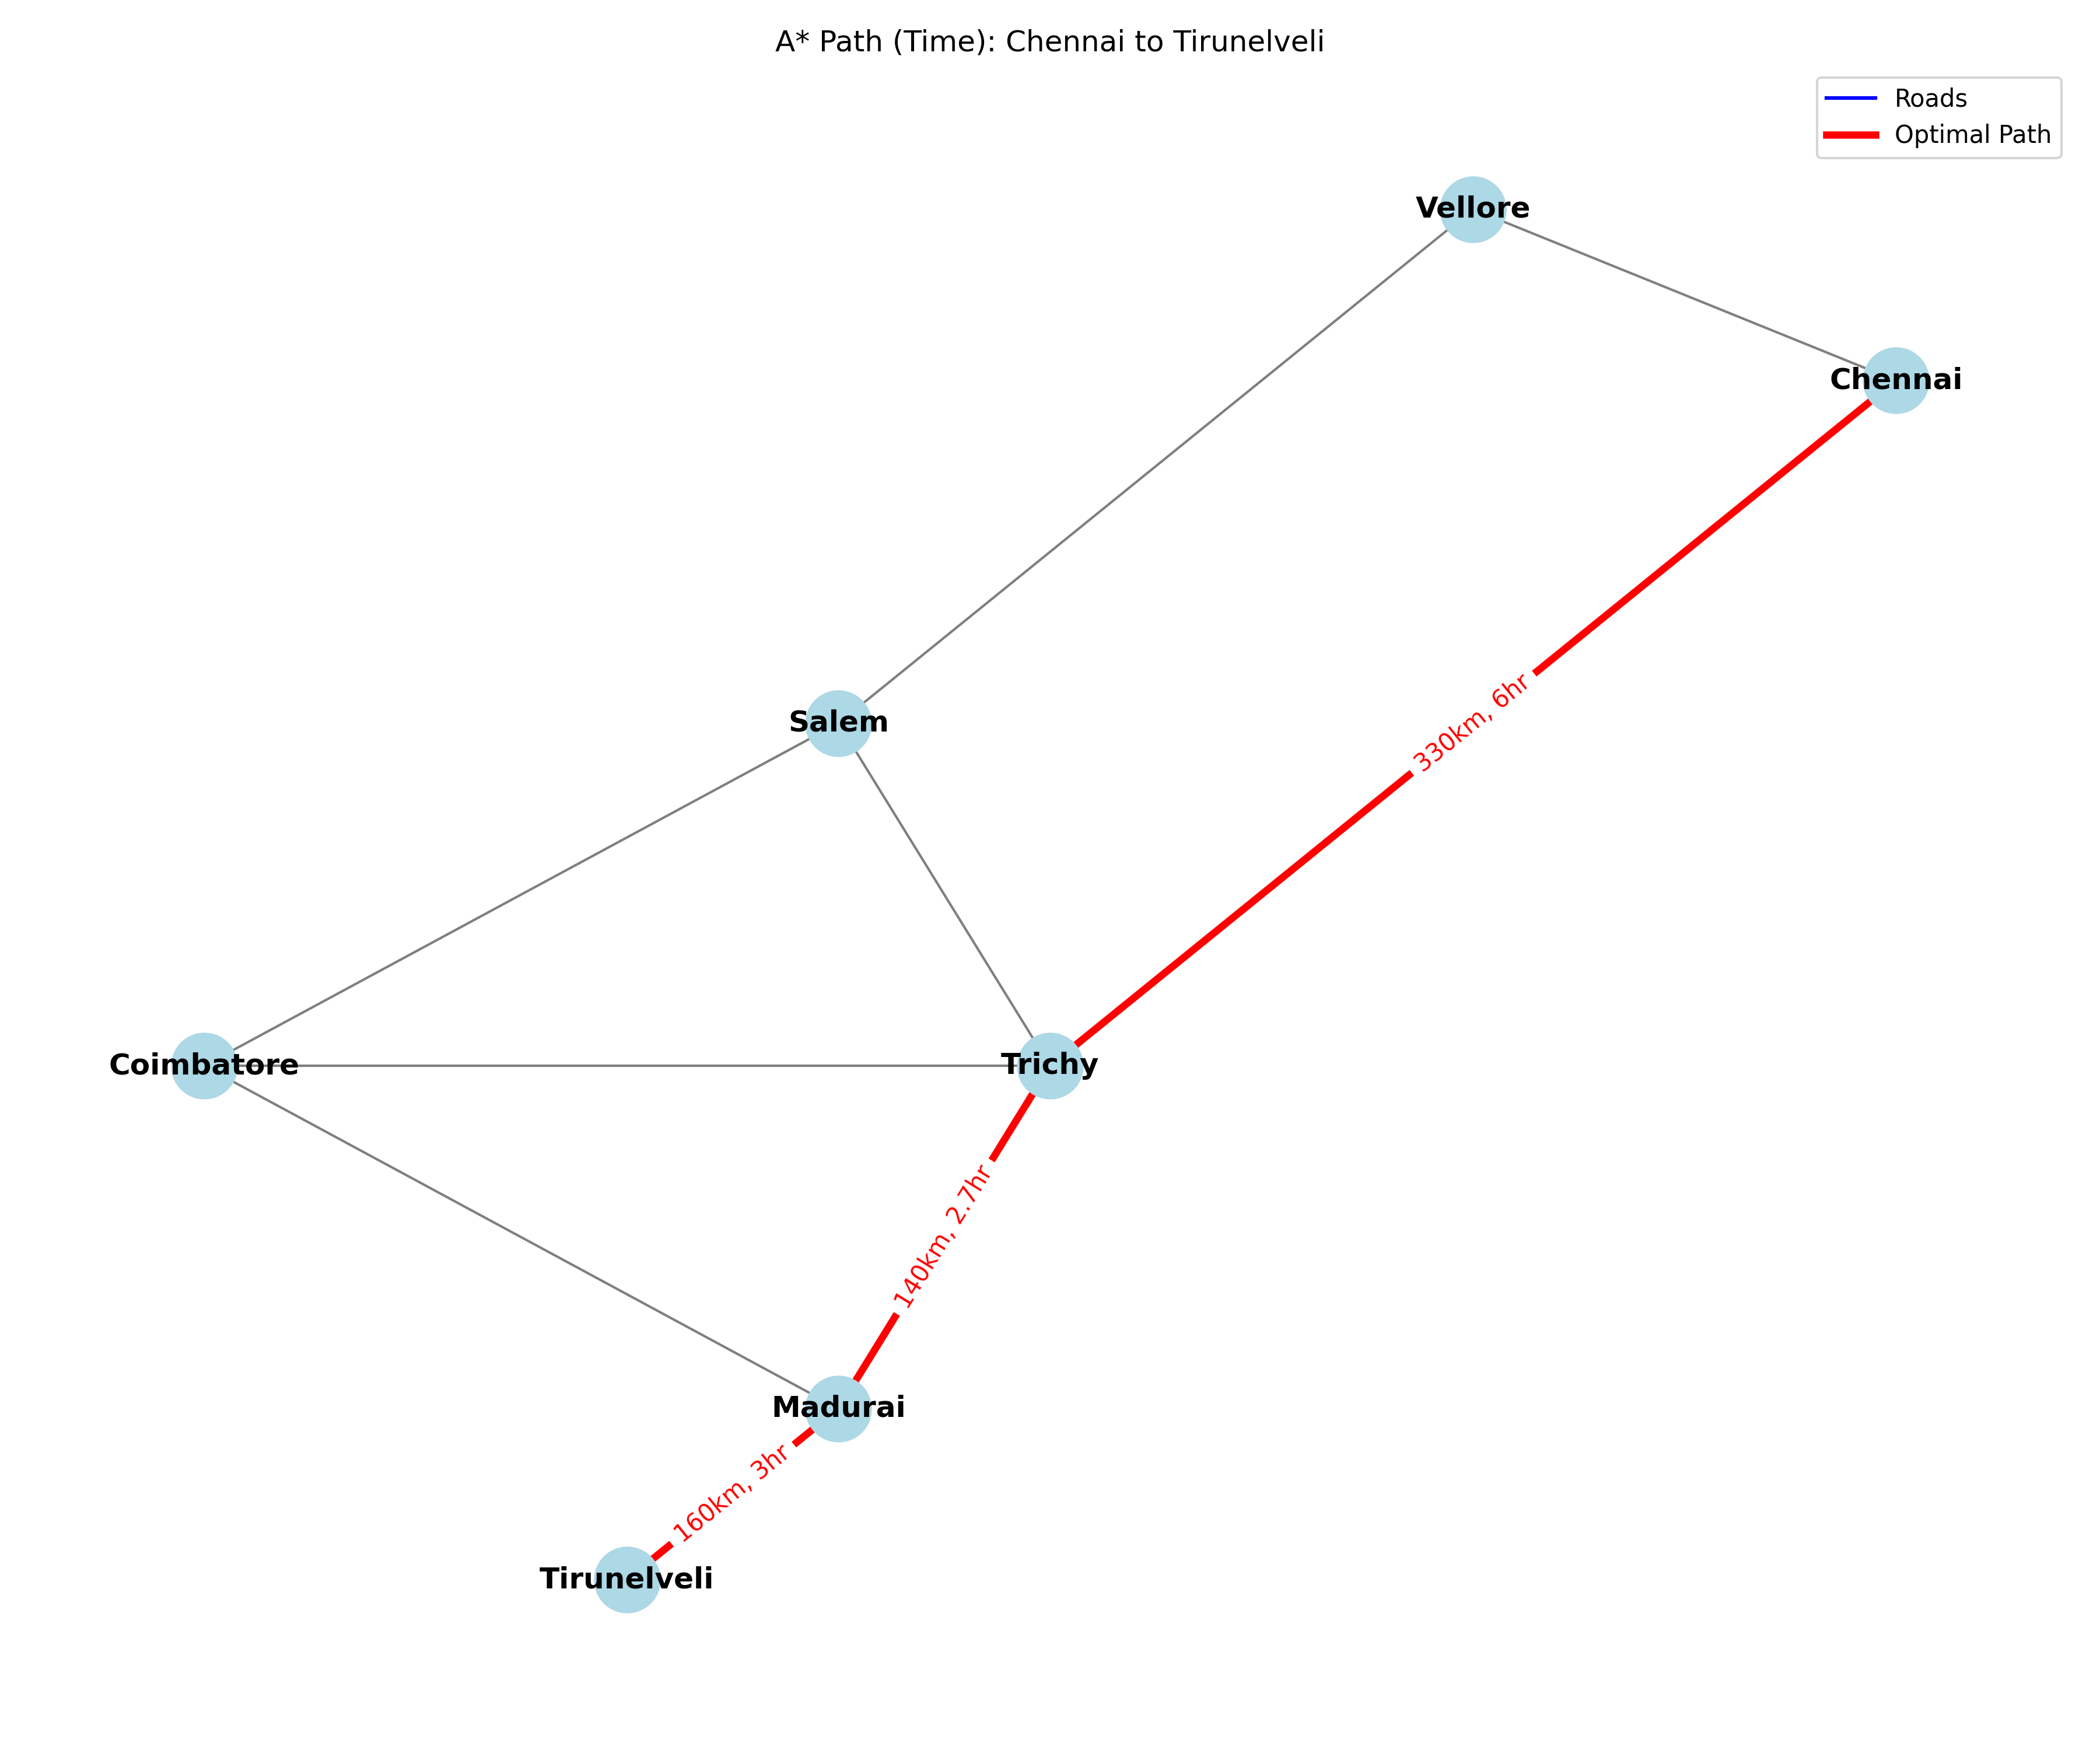 A* Path (Time): Chennai to Tirunelveli
Roads
Optimal Path
Vellore
Chennai
330km, 6hr
Salem
Coimbatore
Trichy
140km, 2.7hr
Madurai
160km, 3hr
Tirunelveli